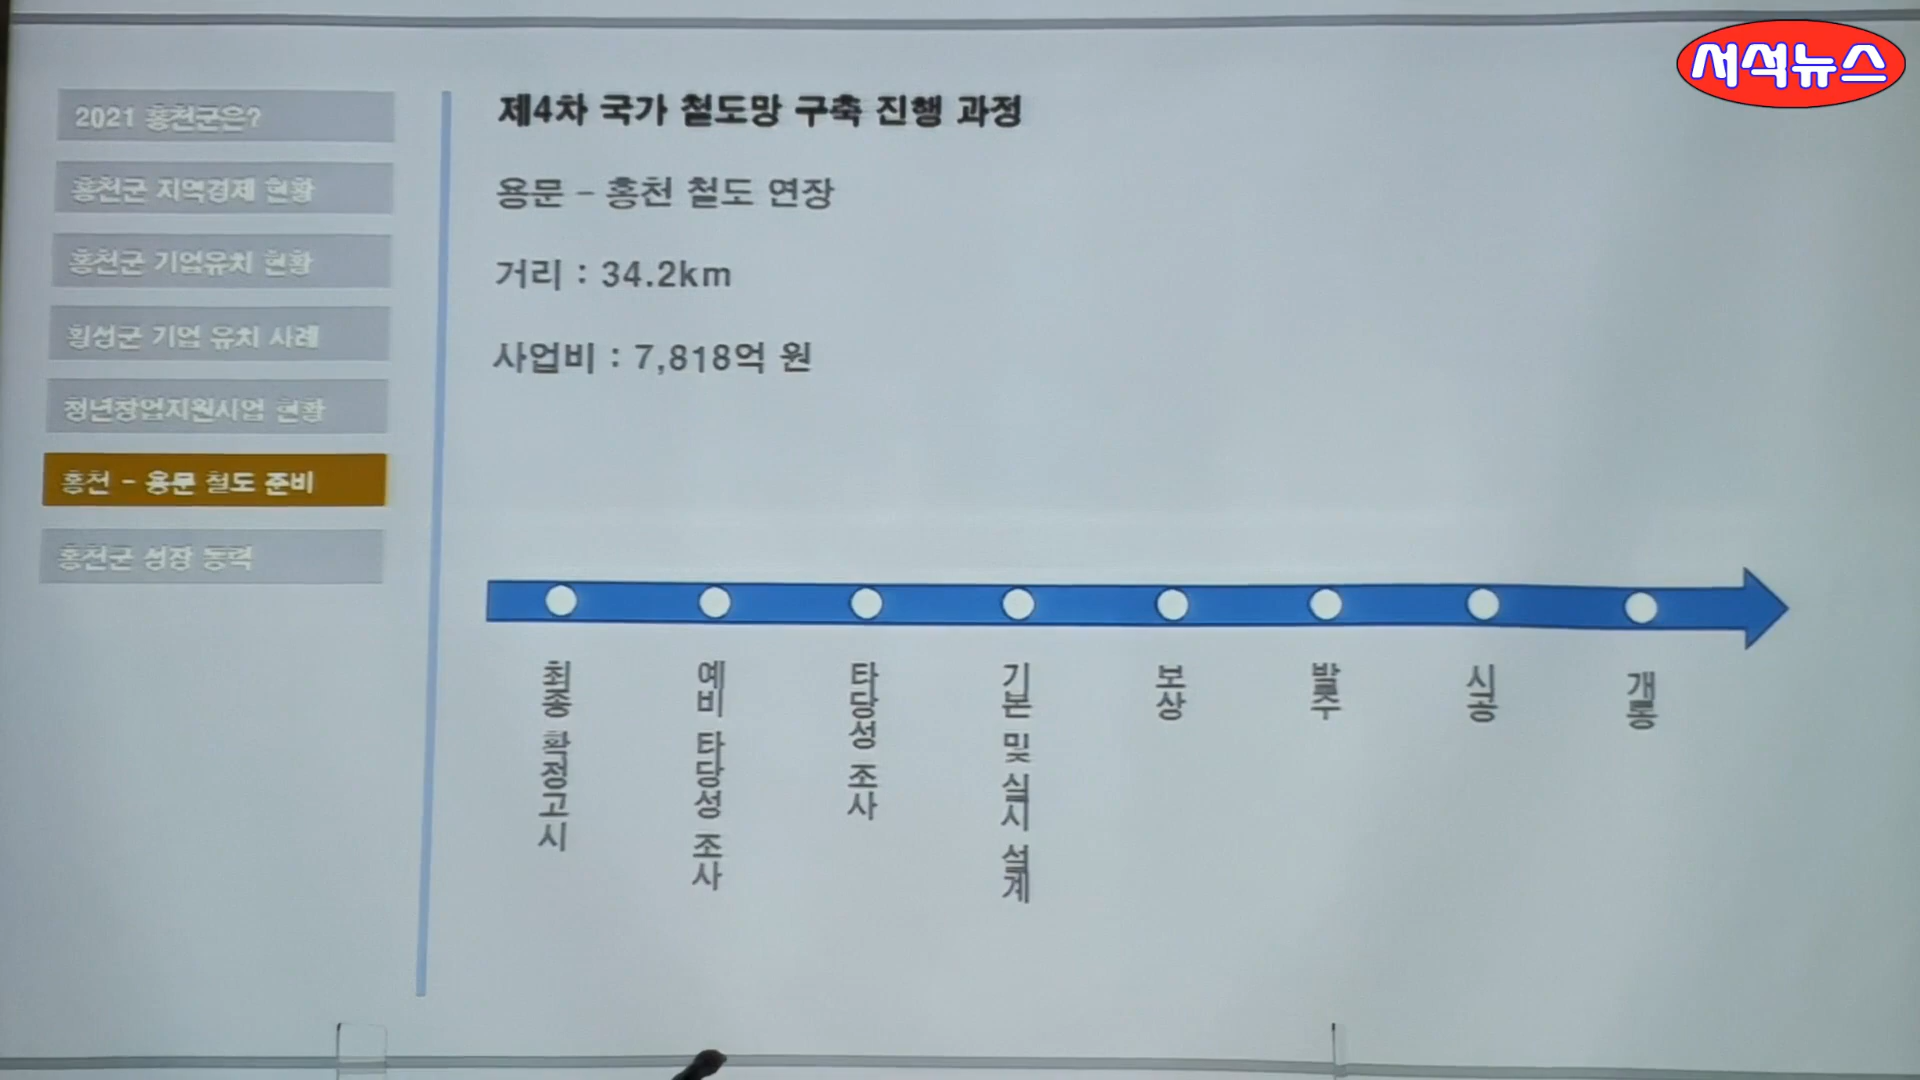 서석뉴스
2021 홍천군은?
홍천군 지역경제 현황
홍천군 기업유치 현황
횡성군 기업 유치 사례
청년창업지원사업 현황
홍천 - 용문 철도 준비
홍천군 성장 동력
제4차 국가 철도망 구축 진행 과정
용문 - 홍천 철도 연장
거리 : 34.2km
사업비 : 7,818억 원
최종 확정고시
예비 타당성 조사
타당성 조사
기본 및 실시 설계
보상
발주
시공
개통